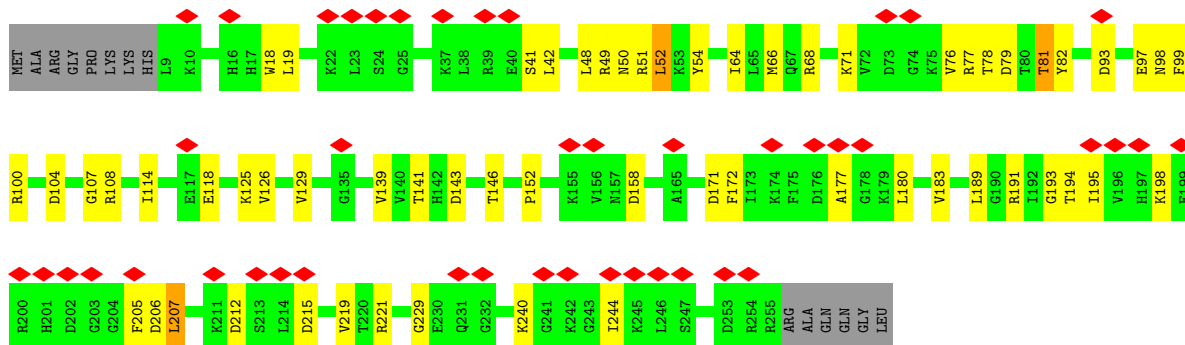 MET ALA ARG GLY PRO LYS LYS HIS L9 K10 H16 H17 W18 L19 K22 L23 S24 G25 K37 L38 R39 E40 S41 L42 L48 R49 N50 R51 L52 K53 Y54 I64 L65 M66 Q67 R68 K71 V72 D73 G74 K75 V76 R77 T78 D79 T80 T81 Y82 D93 E97 N98 F99
R100 D104 G107 R108 I114 E117 E118 K125 V126 V129 G135 V139 V140 T141 H142 D143 T146 P152 K155 V156 N157 D158 A165 D171 F172 I173 K174 F175 D176 A177 G178 K179 L180 V183 L189 G190 R191 I192 G193 T194 I195 V196 H197 K198 E199
R200 H201 D202 G203 G204 F205 D206 L207 K211 D212 S213 L214 D215 V219 T220 R221 G229 E230 Q231 G232 K240 G241 K242 G243 I244 K245 L246 S247 D253 R254 R255 ARG ALA GLN GLN GLY LEU